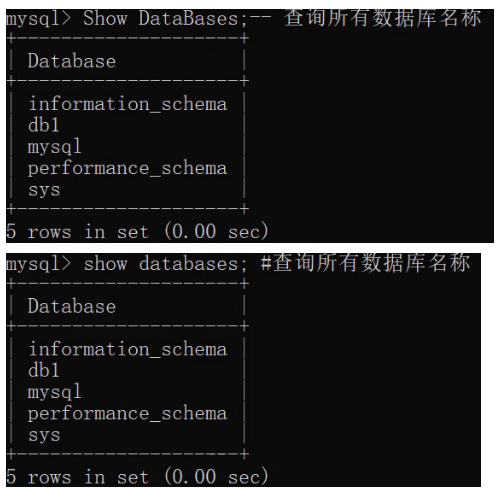 mysql> Show DataBases;-- 查询所有数据库名称
+--------------------+
| Database           |
+--------------------+
| information_schema |
| db1                |
| mysql              |
| performance_schema |
| sys                |
+--------------------+
5 rows in set (0.00 sec)
mysql> show databases; #查询所有数据库名称
+--------------------+
| Database           |
+--------------------+
| information_schema |
| db1                |
| mysql              |
| performance_schema |
| sys                |
+--------------------+
5 rows in set (0.00 sec)